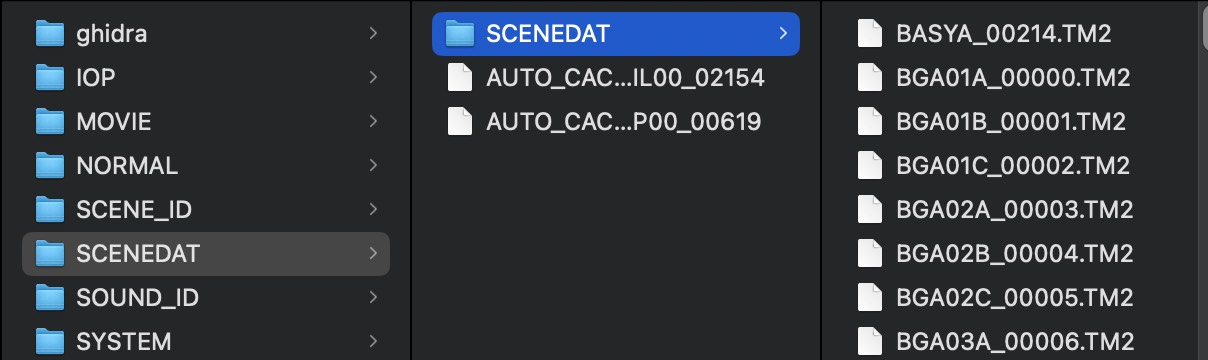 ghidra
IOP
MOVIE
NORMAL
SCENE_ID
SCENEDAT
SOUND_ID
SYSTEM
SCENEDAT
AUTO_CAC...IL00_02154
AUTO_CAC...P00_00619
BASYA_00214.TM2
BGA01A_00000.TM2
BGA01B_00001.TM2
BGA01C_00002.TM2
BGA02A_00003.TM2
BGA02B_00004.TM2
BGA02C_00005.TM2
BGA03A_00006.TM2